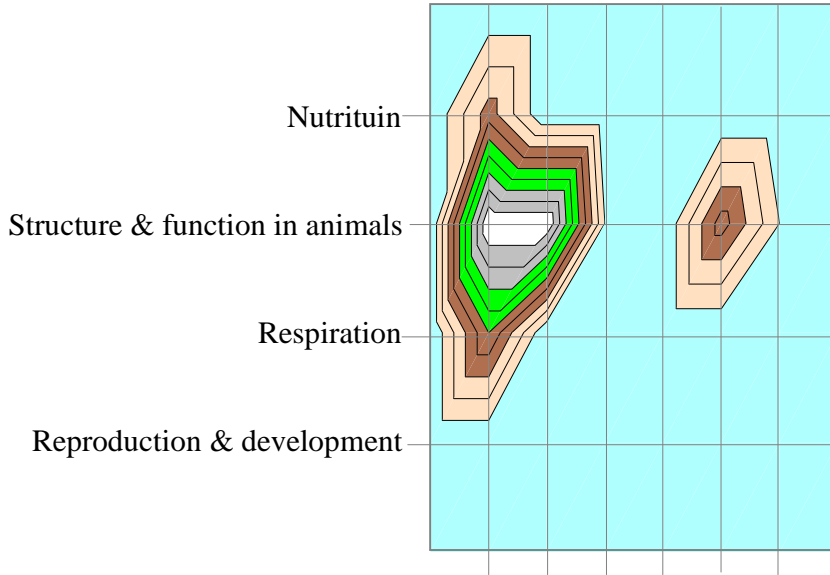 Nutrituin
Structure & function in animals
Respiration
Reproduction & development